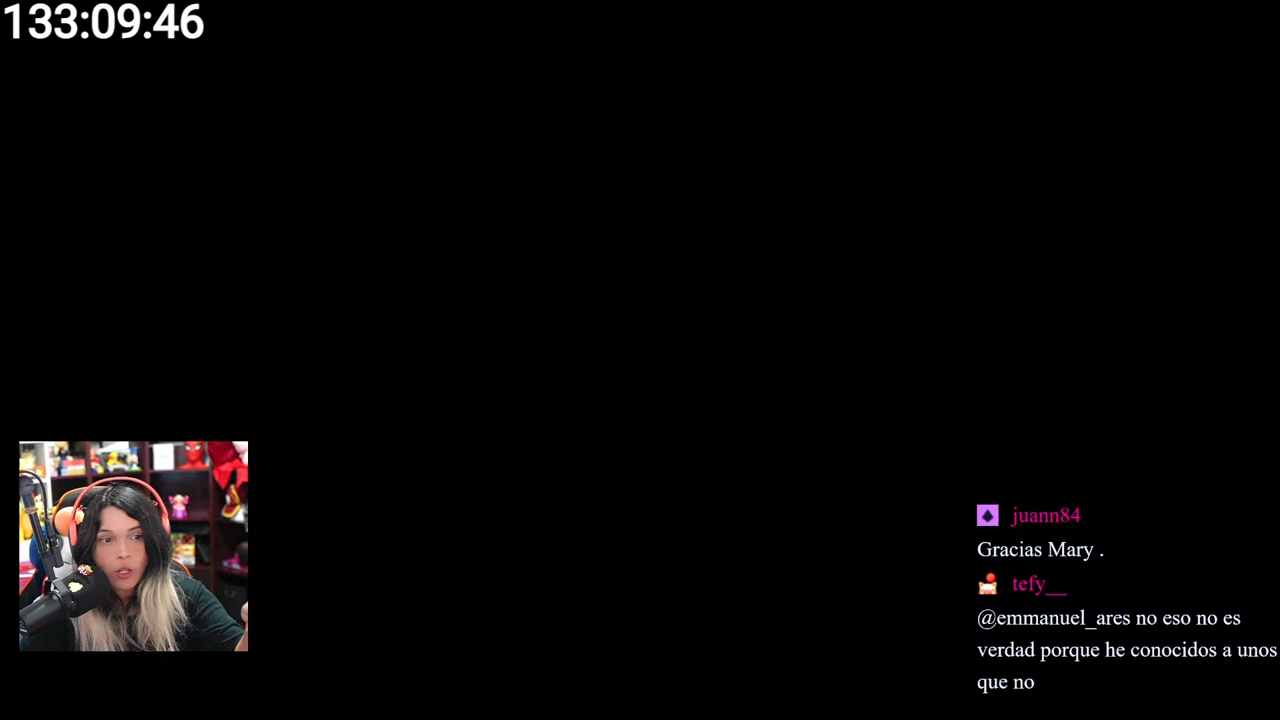 133:09:46
juann84
Gracias Mary .
tefy__
@emmanuel_ares no eso no es
verdad porque he conocidos a unos
que no